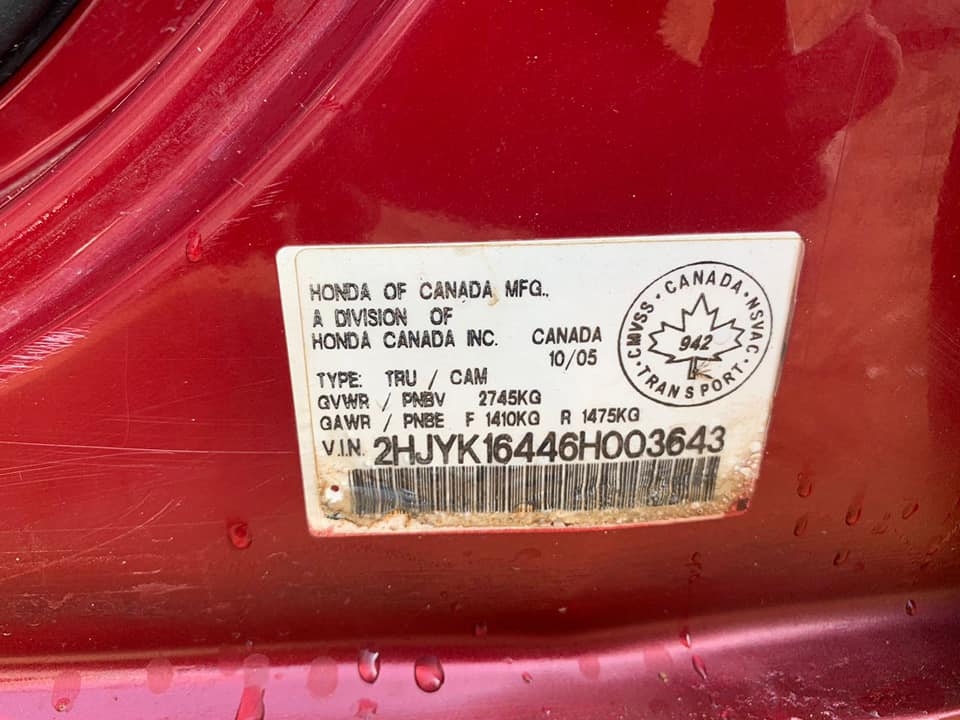 HONDA OF CANADA MFG.,
A DIVISION OF
HONDA CANADA INC. CANADA
10/05
TYPE: TRU / CAM
GVWR / PNBV 2745KG
GAWR / PNBE F 1410KG R 1475KG
V.I.N. 2HJYK16446H003643
CANADA · NSVAC · TRANSPORT · CMVSS ·
942